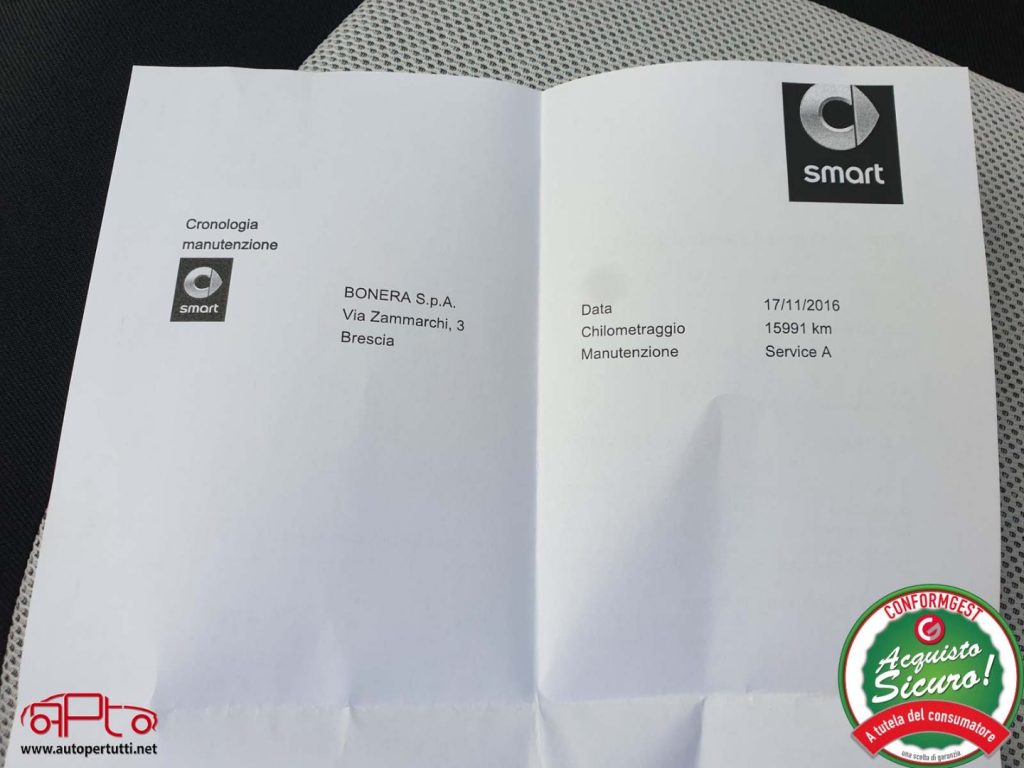 smart
Cronologia
manutenzione
smart
BONERA S.p.A.
Via Zammarchi, 3
Brescia
Data 17/11/2016
Chilometraggio 15991 km
Manutenzione Service A
APto
www.autopertutti.net
CONFORMGEST
Acquisto
Sicuro!
A tutela del consumatore
una scelta di garanzia